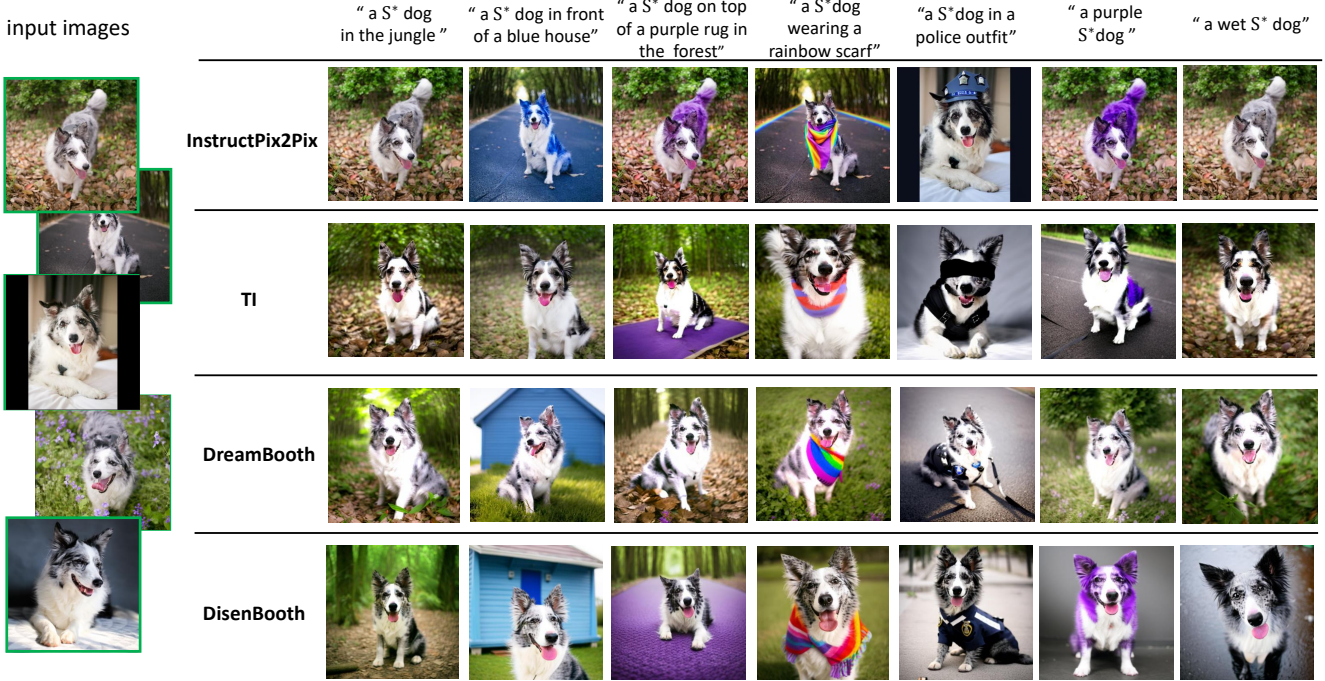 input images
“ a S* dog
in the jungle ”
“ a S* dog in front
of a blue house”
“ a S* dog on top
of a purple rug in
the forest”
“ a S*dog
wearing a
rainbow scarf”
“a S*dog in a
police outfit”
“ a purple
S*dog ”
“ a wet S* dog”
InstructPix2Pix
TI
DreamBooth
DisenBooth